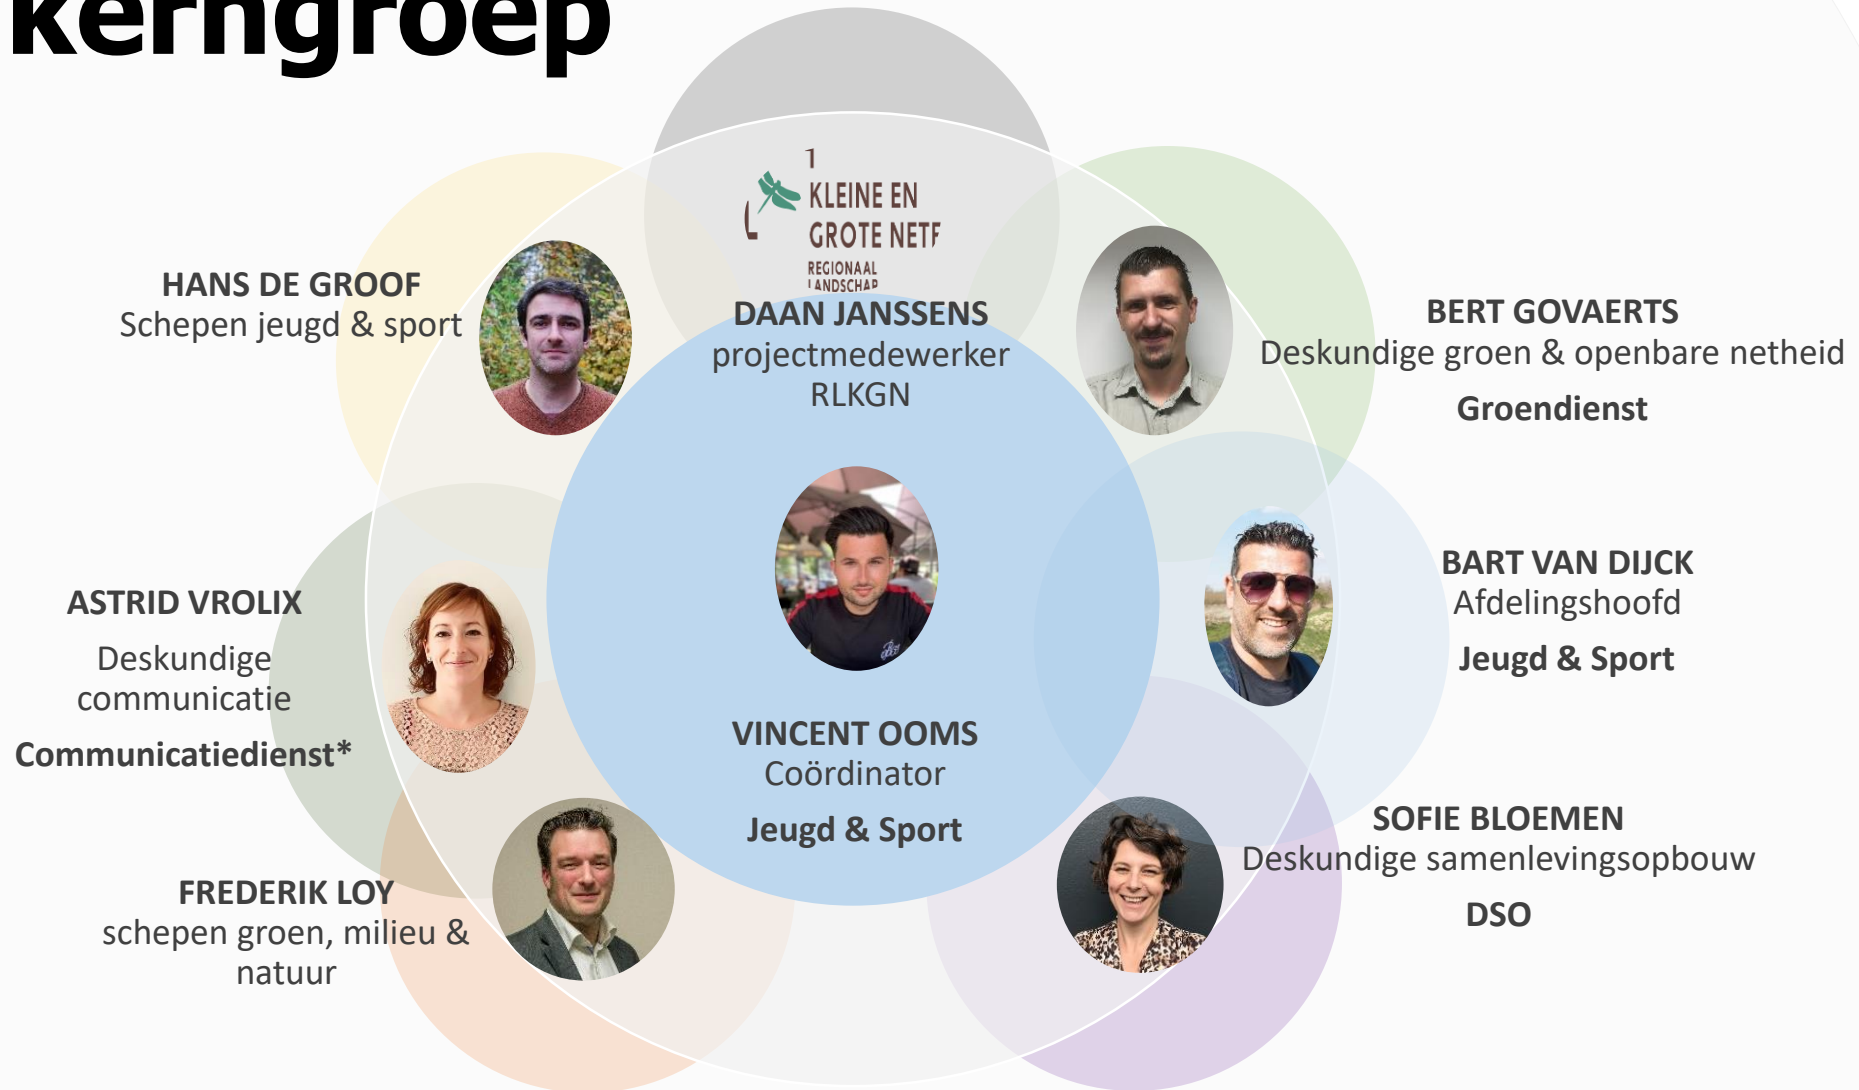 kerngroep
KLEINE EN
GROTE NETE
REGIONAAL
LANDSCHAP
HANS DE GROOF
Schepen jeugd & sport
DAAN JANSSENS
projectmedewerker
RLKGN
BERT GOVAERTS
Deskundige groen & openbare netheid
Groendienst
ASTRID VROLIX
Deskundige
communicatie
Communicatiedienst*
BART VAN DIJCK
Afdelingshoofd
Jeugd & Sport
VINCENT OOMS
Coördinator
Jeugd & Sport
FREDERIK LOY
schepen groen, milieu &
natuur
SOFIE BLOEMEN
Deskundige samenlevingsopbouw
DSO